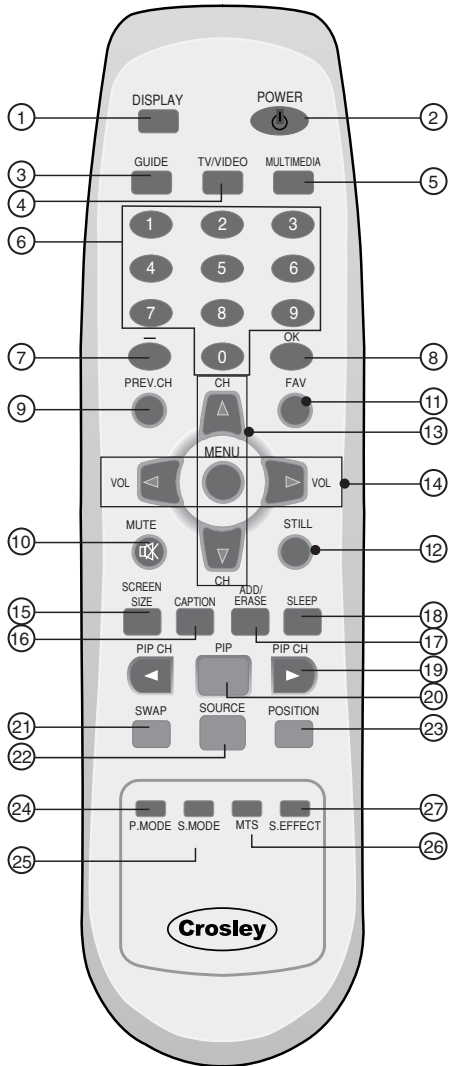 DISPLAY POWER
1 2
GUIDE TV/VIDEO MULTIMEDIA
3 4 5
6 1 2 3
4 5 6
7 8 9
– 0 OK
7 8
PREV.CH CH FAV
9 11
13
MENU
VOL VOL
14
MUTE STILL
10 12
CH
SCREEN
SIZE CAPTION ADD/
ERASE SLEEP
15 16 17 18
PIP CH PIP PIP CH
19
20
SWAP SOURCE POSITION
21 22 23
24 27
P.MODE S.MODE MTS S.EFFECT
25 26
Crosley